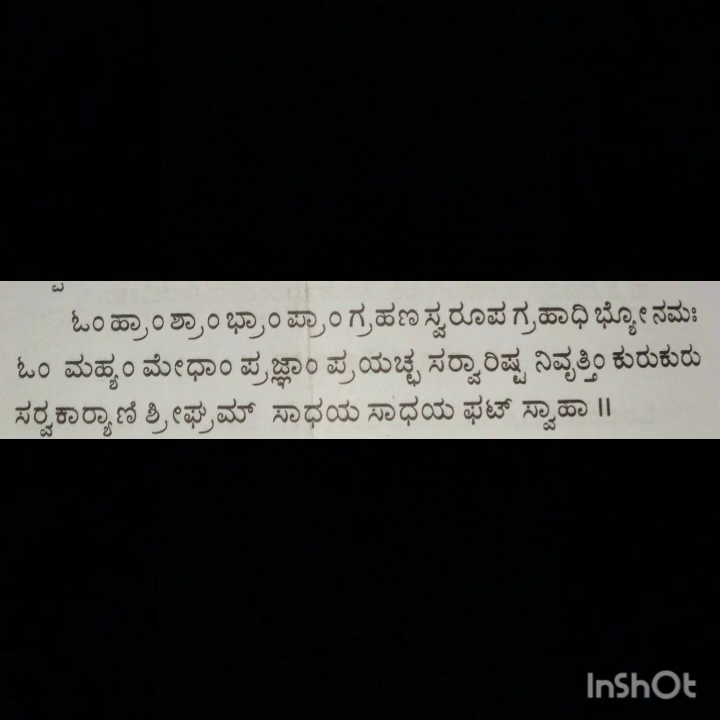 ಓಂ ಹ್ರಾಂ ಶ್ರಾಂ ಭ್ರಾಂ ಪ್ರಾಂ ಗ್ರಹಣ ಸ್ವರೂಪ ಗ್ರಹಾಧಿ ಭ್ಯೋ ನಮಃ
ಓಂ ಮಹ್ಯಂ ಮೇಧಾಂ ಪ್ರಜ್ಞಾಂ ಪ್ರಯಚ್ಛ ಸರ್‍ವಾರಿಷ್ಟ ನಿವೃತ್ತಿಂ ಕುರುಕುರು
ಸರ್‍ವಕಾರ್‍ಯಾಣಿ ಶ್ರೀಘ್ರಮ್ ಸಾಧಯ ಸಾಧಯ ಫಟ್ ಸ್ವಾಹಾ ॥
InShOt